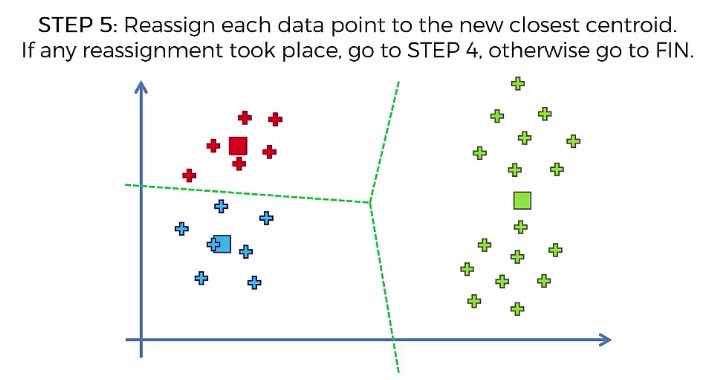 STEP 5: Reassign each data point to the new closest centroid.
If any reassignment took place, go to STEP 4, otherwise go to FIN.